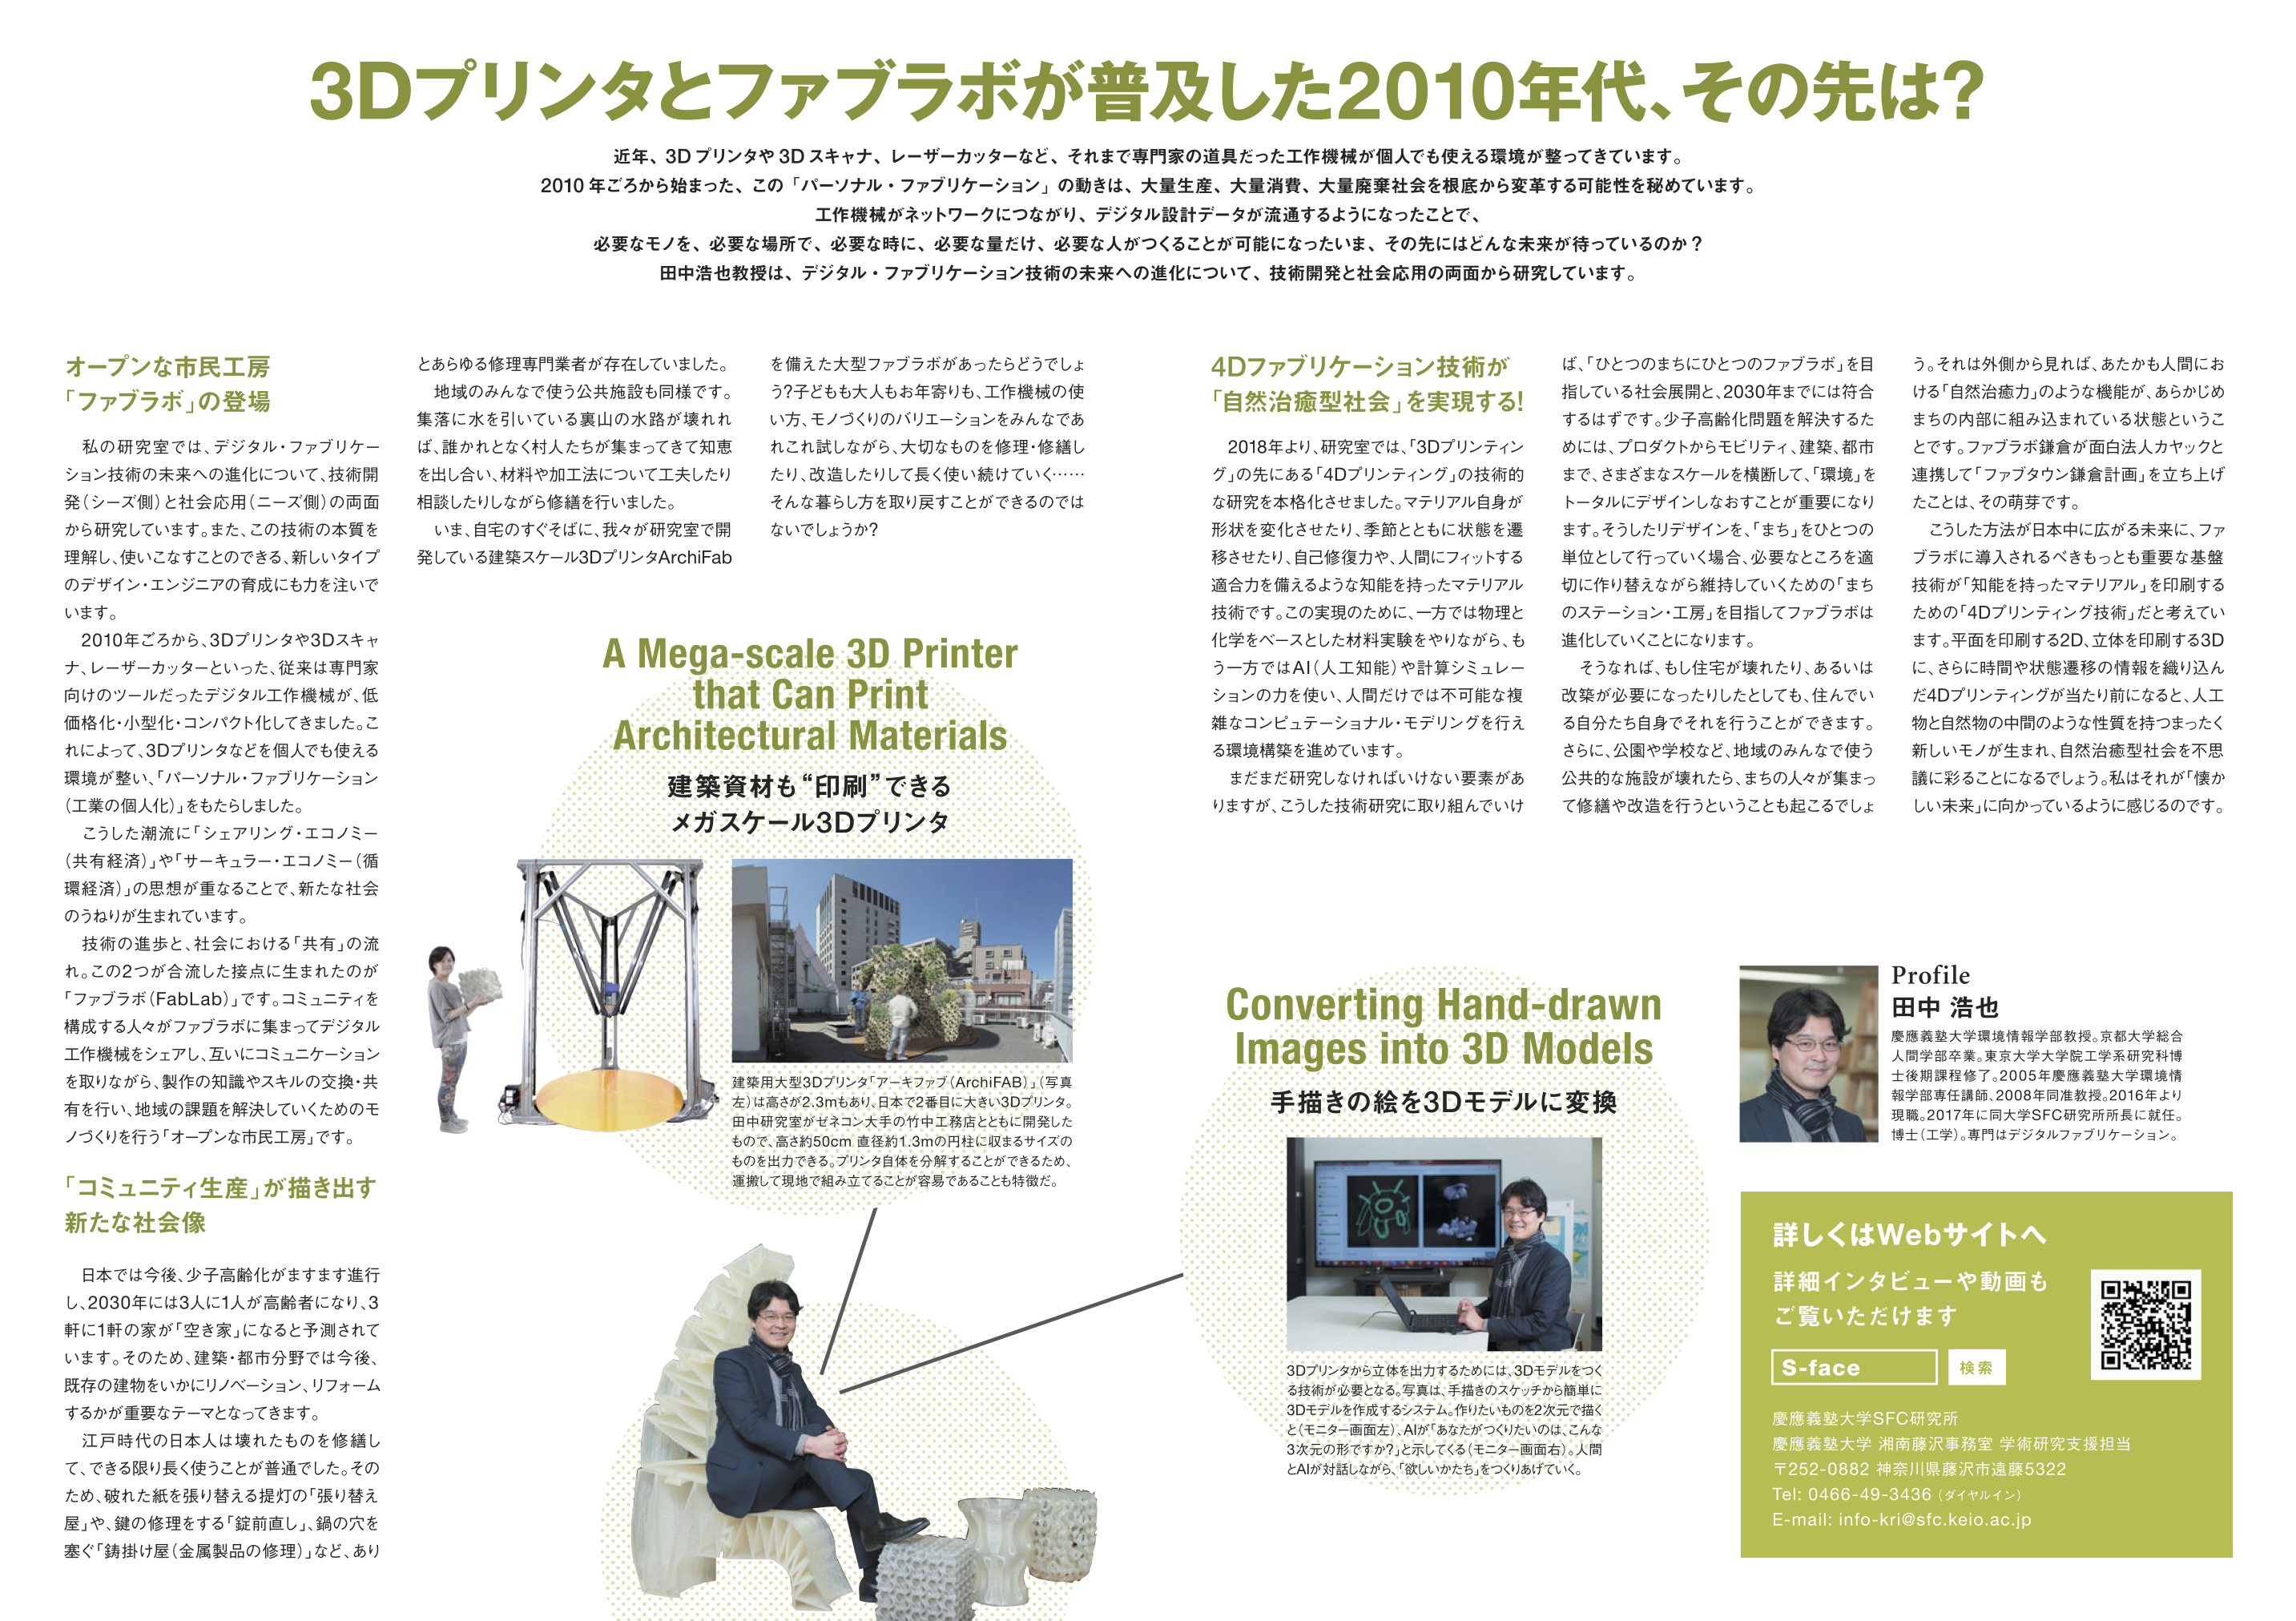 3Dプリンタとファブラボが普及した2010年代、その先は?
近年、3D プリンタや 3D スキャナ、レーザーカッターなど、それまで専門家の道具だった工作機械が個人でも使える環境が整ってきています。
2010 年ごろから始まった、この「パーソナル・ファブリケーション」の動きは、大量生産、大量消費、大量廃棄社会を根底から変革する可能性を秘めています。
工作機械がネットワークにつながり、デジタル設計データが流通するようになったことで、
必要なモノを、必要な場所で、必要な時に、必要な量だけ、必要な人がつくることが可能になったいま、その先にはどんな未来が待っているのか?
田中浩也教授は、デジタル・ファブリケーション技術の未来への進化について、技術開発と社会応用の両面から研究しています。
オープンな市民工房
「ファブラボ」の登場
私の研究室では、デジタル・ファブリケー
ション技術の未来への進化について、技術開
発(シーズ側)と社会応用(ニーズ側)の両面
から研究しています。また、この技術の本質を
理解し、使いこなすことのできる、新しいタイプ
のデザイン・エンジニアの育成にも力を注いで
います。
2010年ごろから、3Dプリンタや3Dスキャ
ナ、レーザーカッターといった、従来は専門家
向けのツールだったデジタル工作機械が、低
価格化・小型化・コンパクト化してきました。こ
れによって、3Dプリンタなどを個人でも使える
環境が整い、「パーソナル・ファブリケーション
(工業の個人化)」をもたらしました。
こうした潮流に「シェアリング・エコノミー
(共有経済)」や「サーキュラー・エコノミー(循
環経済)」の思想が重なることで、新たな社会
のうねりが生まれています。
技術の進歩と、社会における「共有」の流
れ。この2つが合流した接点に生まれたのが
「ファブラボ(FabLab)」です。コミュニティを
構成する人々がファブラボに集まってデジタル
工作機械をシェアし、互いにコミュニケーション
を取りながら、製作の知識やスキルの交換・共
有を行い、地域の課題を解決していくためのモ
ノづくりを行う「オープンな市民工房」です。
「コミュニティ生産」が描き出す
新たな社会像
日本では今後、少子高齢化がますます進行
し、2030年には3人に1人が高齢者になり、3
軒に1軒の家が「空き家」になると予測されて
います。そのため、建築・都市分野では今後、
既存の建物をいかにリノベーション、リフォーム
するかが重要なテーマとなってきます。
江戸時代の日本人は壊れたものを修繕し
て、できる限り長く使うことが普通でした。その
ため、破れた紙を張り替える提灯の「張り替え
屋」や、鍵の修理をする「錠前直し」、鍋の穴を
塞ぐ「鋳掛け屋(金属製品の修理)」など、あり
とあらゆる修理専門業者が存在していました。
地域のみんなで使う公共施設も同様です。
集落に水を引いている裏山の水路が壊れれ
ば、誰かれとなく村人たちが集まってきて知恵
を出し合い、材料や加工法について工夫したり
相談したりしながら修繕を行いました。
いま、自宅のすぐそばに、我々が研究室で開
発している建築スケール3DプリンタArchiFab
を備えた大型ファブラボがあったらどうでしょ
う?子どもも大人もお年寄りも、工作機械の使
い方、モノづくりのバリエーションをみんなであ
れこれ試しながら、大切なものを修理・修繕し
たり、改造したりして長く使い続けていく……
そんな暮らし方を取り戻すことができるのでは
ないでしょうか?
A Mega-scale 3D Printer
that Can Print
Architectural Materials
建築資材も“印刷”できる
メガスケール3Dプリンタ
建築用大型3Dプリンタ「アーキファブ(ArchiFAB)」(写真
左)は高さが2.3mもあり、日本で2番目に大きい3Dプリンタ。
田中研究室がゼネコン大手の竹中工務店とともに開発した
もので、高さ約50cm 直径約1.3mの円柱に収まるサイズの
ものを出力できる。プリンタ自体を分解することができるため、
運搬して現地で組み立てることが容易であることも特徴だ。
4Dファブリケーション技術が
「自然治癒型社会」を実現する!
2018年より、研究室では、「3Dプリンティン
グ」の先にある「4Dプリンティング」の技術的
な研究を本格化させました。マテリアル自身が
形状を変化させたり、季節とともに状態を遷
移させたり、自己修復力や、人間にフィットする
適合力を備えるような知能を持ったマテリアル
技術です。この実現のために、一方では物理と
化学をベースとした材料実験をやりながら、も
う一方ではAI(人工知能)や計算シミュレー
ションの力を使い、人間だけでは不可能な複
雑なコンピュテーショナル・モデリングを行え
る環境構築を進めています。
まだまだ研究しなければいけない要素があ
りますが、こうした技術研究に取り組んでいけ
ば、「ひとつのまちにひとつのファブラボ」を目
指している社会展開と、2030年までには符合
するはずです。少子高齢化問題を解決するた
めには、プロダクトからモビリティ、建築、都市
まで、さまざまなスケールを横断して、「環境」を
トータルにデザインしなおすことが重要になり
ます。そうしたリデザインを、「まち」をひとつの
単位として行っていく場合、必要なところを適
切に作り替えながら維持していくための「まち
のステーション・工房」を目指してファブラボは
進化していくことになります。
そうなれば、もし住宅が壊れたり、あるいは
改築が必要になったりしたとしても、住んでい
る自分たち自身でそれを行うことができます。
さらに、公園や学校など、地域のみんなで使う
公共的な施設が壊れたら、まちの人々が集まっ
て修繕や改造を行うということも起こるでしょ
う。それは外側から見れば、あたかも人間にお
ける「自然治癒力」のような機能が、あらかじめ
まちの内部に組み込まれている状態というこ
とです。ファブラボ鎌倉が面白法人カヤックと
連携して「ファブタウン鎌倉計画」を立ち上げ
たことは、その萌芽です。
こうした方法が日本中に広がる未来に、ファ
ブラボに導入されるべきもっとも重要な基盤
技術が「知能を持ったマテリアル」を印刷する
ための「4Dプリンティング技術」だと考えてい
ます。平面を印刷する2D、立体を印刷する3D
に、さらに時間や状態遷移の情報を織り込ん
だ4Dプリンティングが当たり前になると、人工
物と自然物の中間のような性質を持つまったく
新しいモノが生まれ、自然治癒型社会を不思
議に彩ることになるでしょう。私はそれが「懐か
しい未来」に向かっているように感じるのです。
Converting Hand-drawn
Images into 3D Models
手描きの絵を3Dモデルに変換
3Dプリンタから立体を出力するためには、3Dモデルをつく
る技術が必要となる。写真は、手描きのスケッチから簡単に
3Dモデルを作成するシステム。作りたいものを2次元で描く
と(モニター画面左)、AIが「あなたがつくりたいのは、こんな
3次元の形ですか?」と示してくる(モニター画面右)。人間
とAIが対話しながら、「欲しいかたち」をつくりあげていく。
Profile
田中 浩也
慶應義塾大学環境情報学部教授。京都大学総合
人間学部卒業。東京大学大学院工学系研究科博
士後期課程修了。2005年慶應義塾大学環境情
報学部専任講師、2008年同准教授。2016年より
現職。2017年に同大学SFC研究所所長に就任。
博士(工学)。専門はデジタルファブリケーション。
詳しくはWebサイトへ
詳細インタビューや動画も
ご覧いただけます
S-face 検索
慶應義塾大学SFC研究所
慶應義塾大学 湘南藤沢事務室 学術研究支援担当
〒252-0882 神奈川県藤沢市遠藤5322
Tel: 0466-49-3436(ダイヤルイン)
E-mail: info-kri@sfc.keio.ac.jp